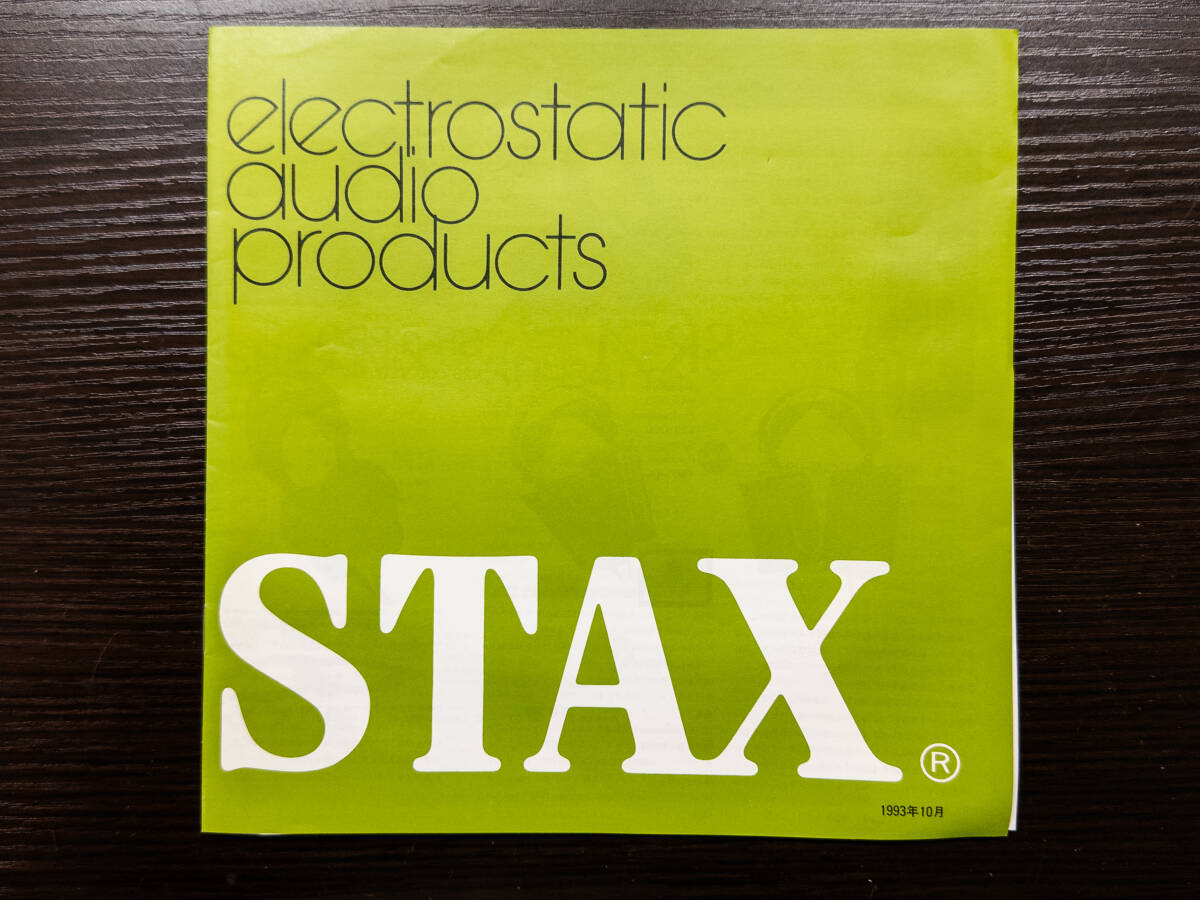 electrostatic
audio
products
STAX®
1993年10月